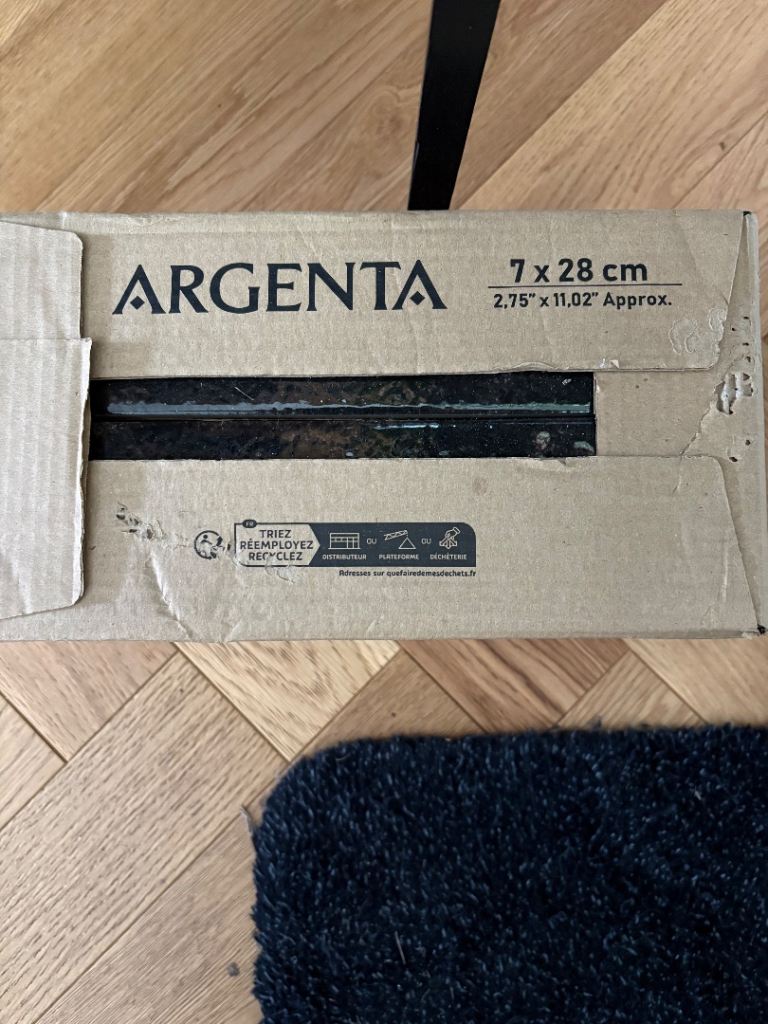 ARGENTA
7 x 28 cm
2,75" x 11,02" Approx.
FR
TRIEZ
RÉEMPLOYEZ
RECYCLEZ
DISTRIBUTEUR OU PLATEFORME OU DÉCHÈTERIE
Adresses sur quefairedemesdechets.fr